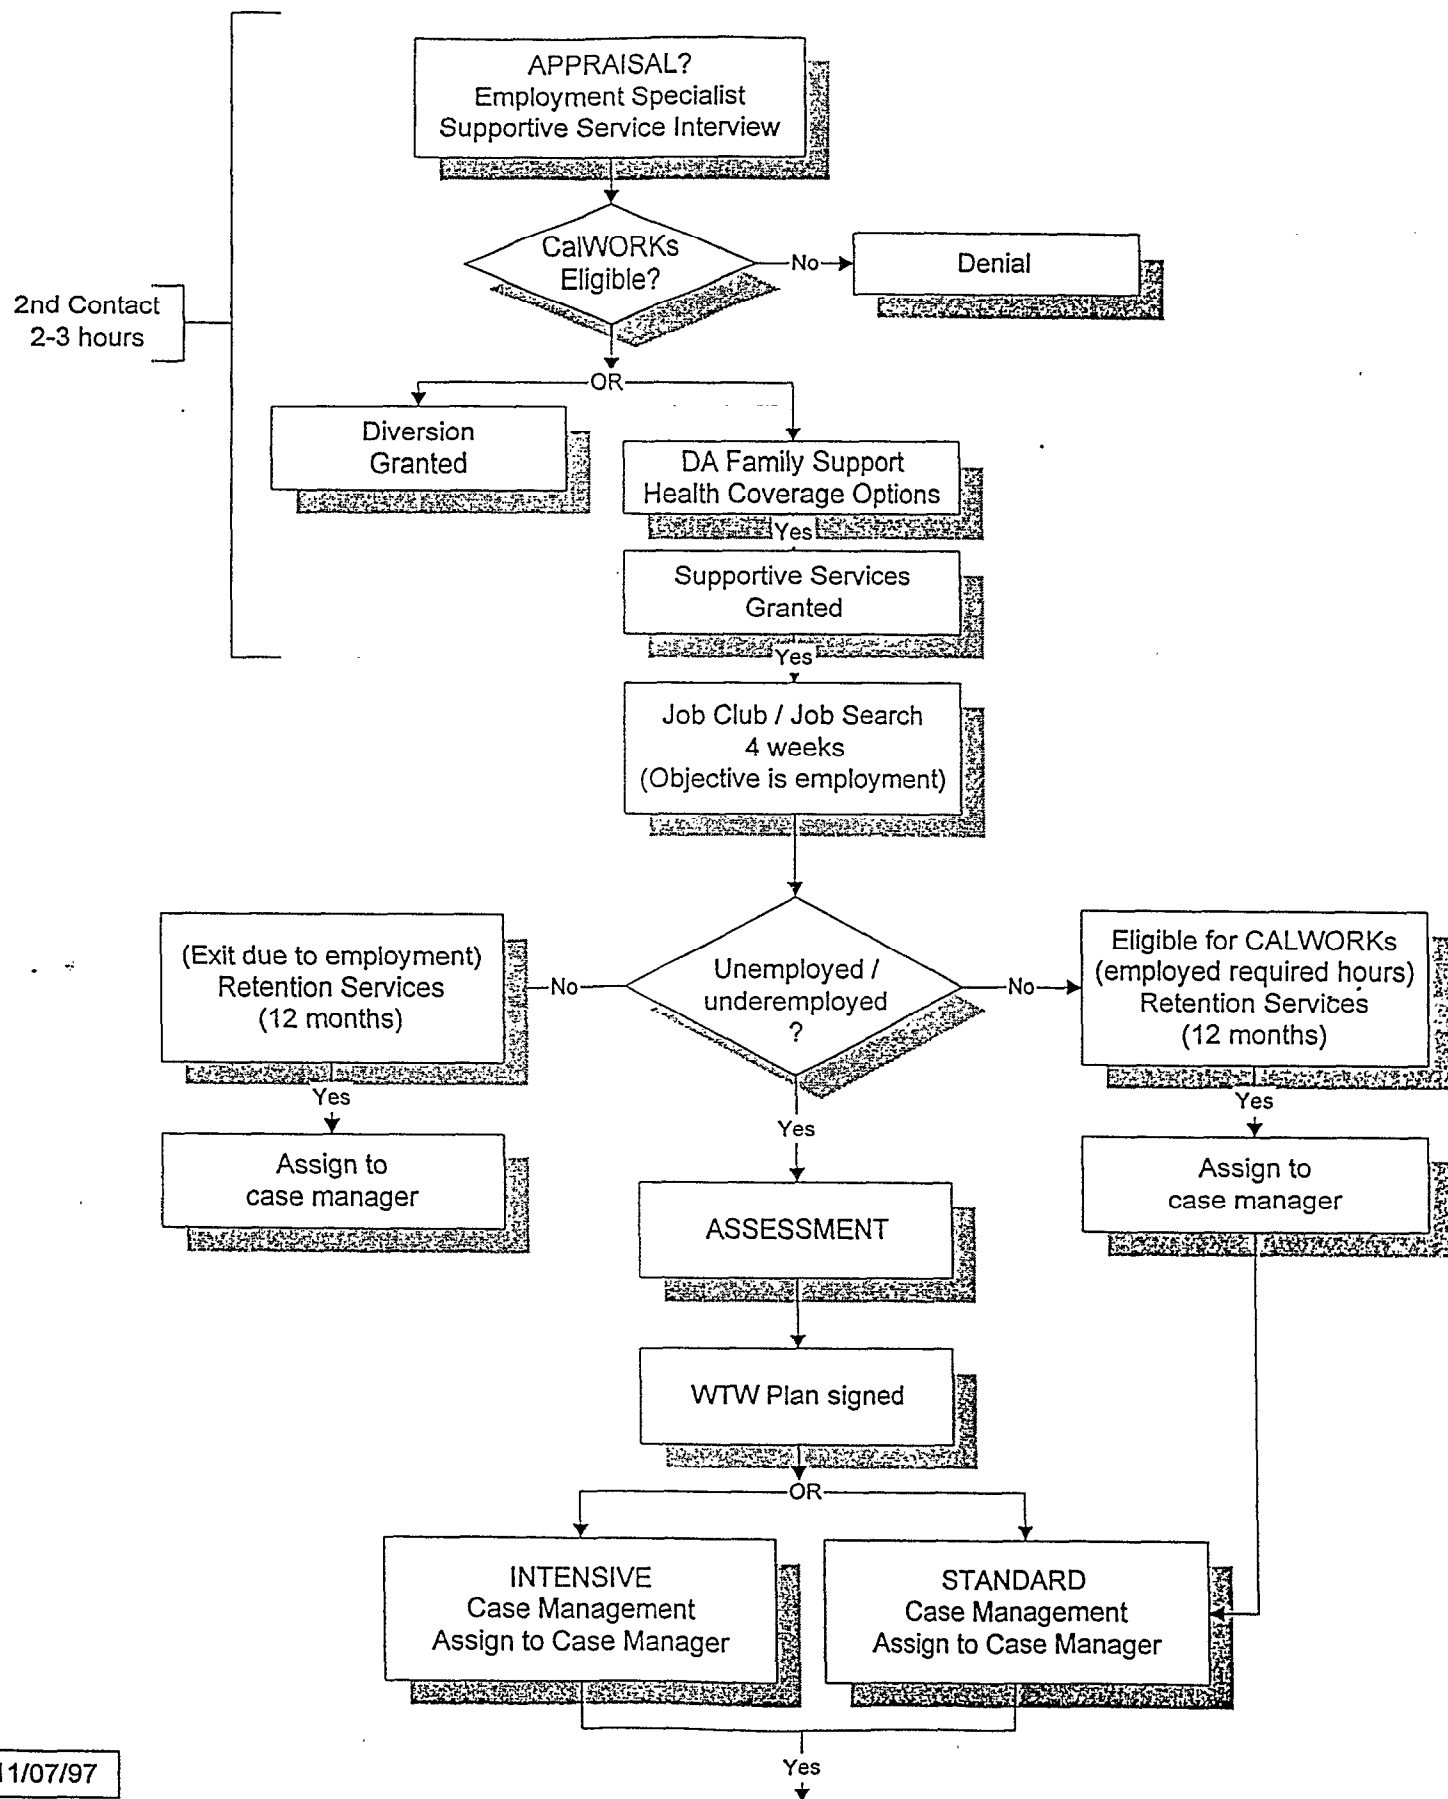 APPRAISAL?
Employment Specialist
Supportive Service Interview
CalWORKs
Eligible?
No
Denial
2nd Contact
2-3 hours
OR
Diversion
Granted
DA Family Support
Health Coverage Options
Yes
Supportive Services
Granted
Yes
Job Club / Job Search
4 weeks
(Objective is employment)
(Exit due to employment)
Retention Services
(12 months)
No
Unemployed /
underemployed
?
No
Eligible for CALWORKs
(employed required hours)
Retention Services
(12 months)
Yes
Assign to
case manager
Yes
Yes
Assign to
case manager
ASSESSMENT
WTW Plan signed
OR
INTENSIVE
Case Management
Assign to Case Manager
STANDARD
Case Management
Assign to Case Manager
Yes
11/07/97